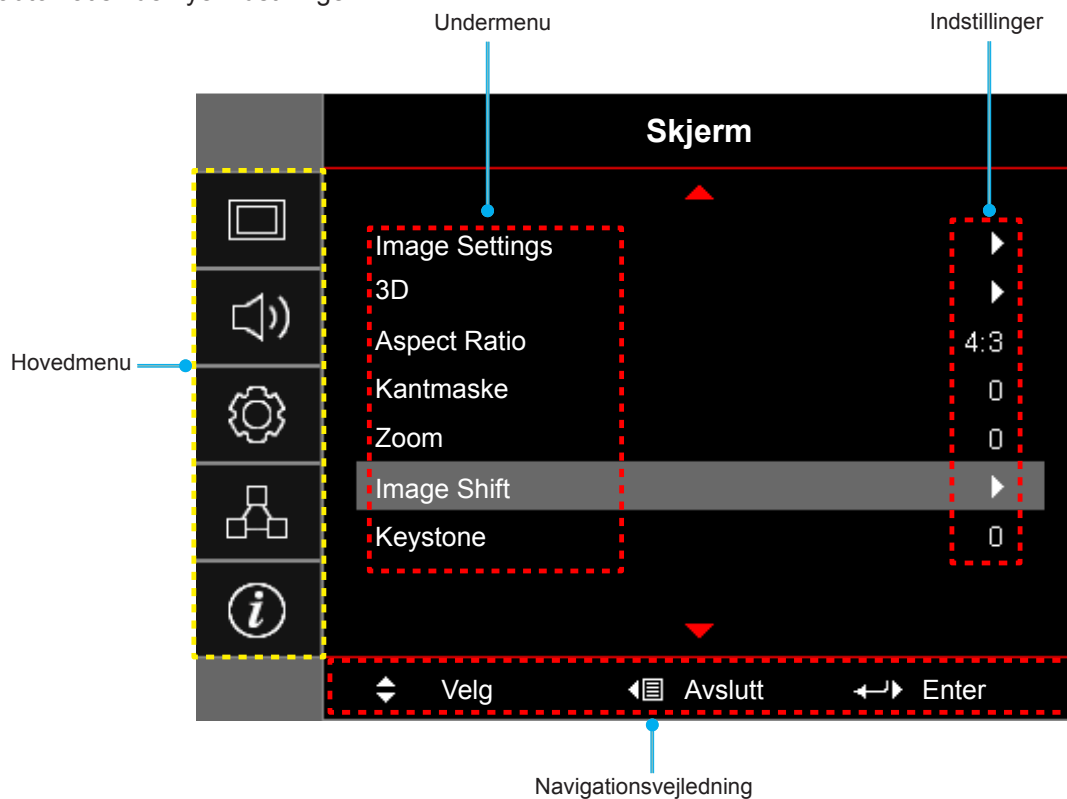 Undermenu Indstillinger
Skjerm
Image Settings
3D
Aspect Ratio 4:3
Hovedmenu
Kantmaske 0
Zoom 0
Image Shift
Keystone 0
Velg Avslutt Enter
Navigationsvejledning